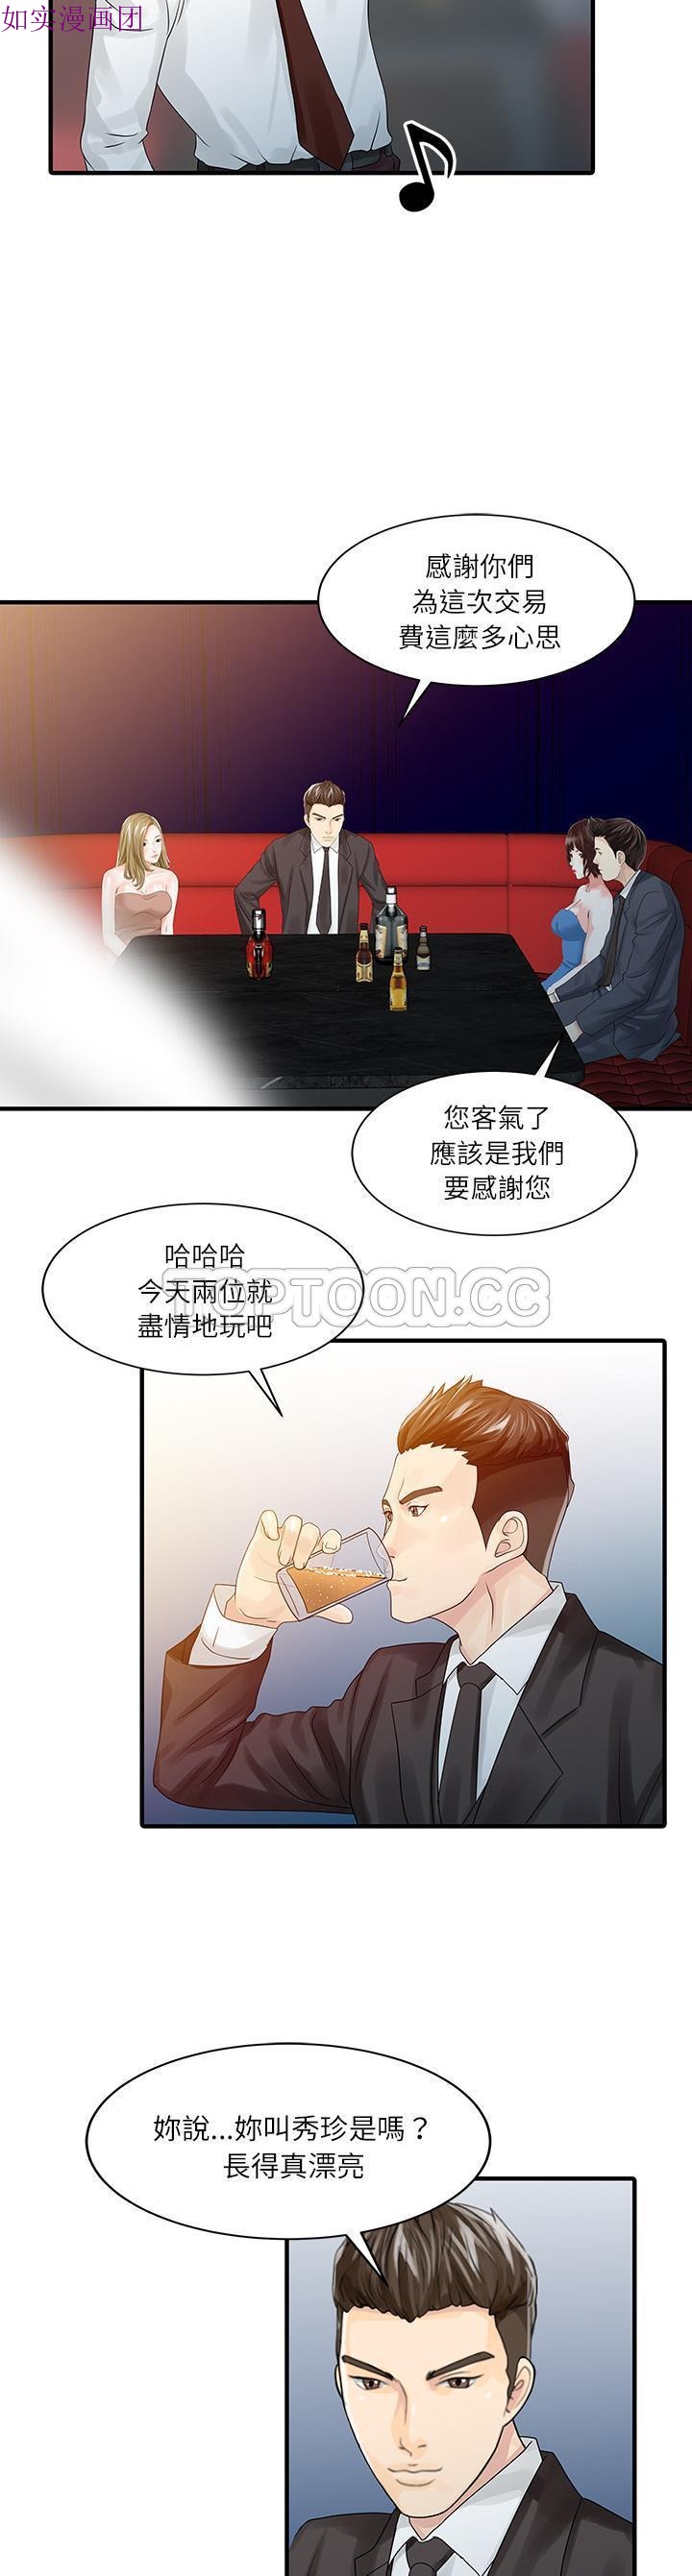 如实漫画团
感謝你們
為這次交易
費這麼多心思
您客氣了
應該是我們
要感謝您
哈哈哈
今天兩位就
盡情地玩吧
TOPTOON.CC
妳說...妳叫秀珍是嗎？
長得真漂亮